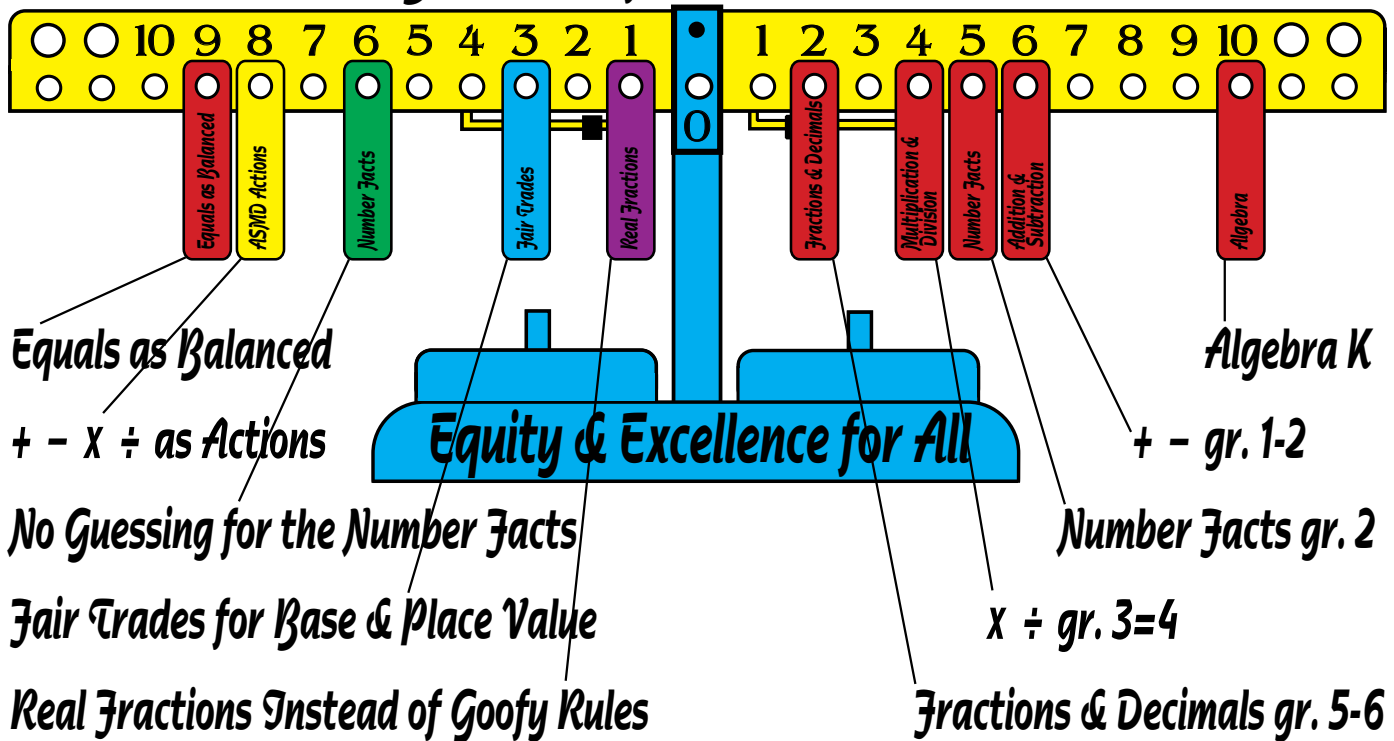 10 9 8 7 6 5 4 3 2 1 1 2 3 4 5 6 7 8 9 10
0
Equals as Balanced
ASMD Actions
Number Facts
Fair Trades
Real Fractions
Fractions & Decimals
Multiplication &
Division
Number Facts
Addition &
Subtraction
Algebra
Equals as Balanced
+ – x ÷ as Actions
No Guessing for the Number Facts
Fair Trades for Base & Place Value
Real Fractions Instead of Goofy Rules
Equity & Excellence for All
Algebra K
+ – gr. 1-2
Number Facts gr. 2
x ÷ gr. 3=4
Fractions & Decimals gr. 5-6